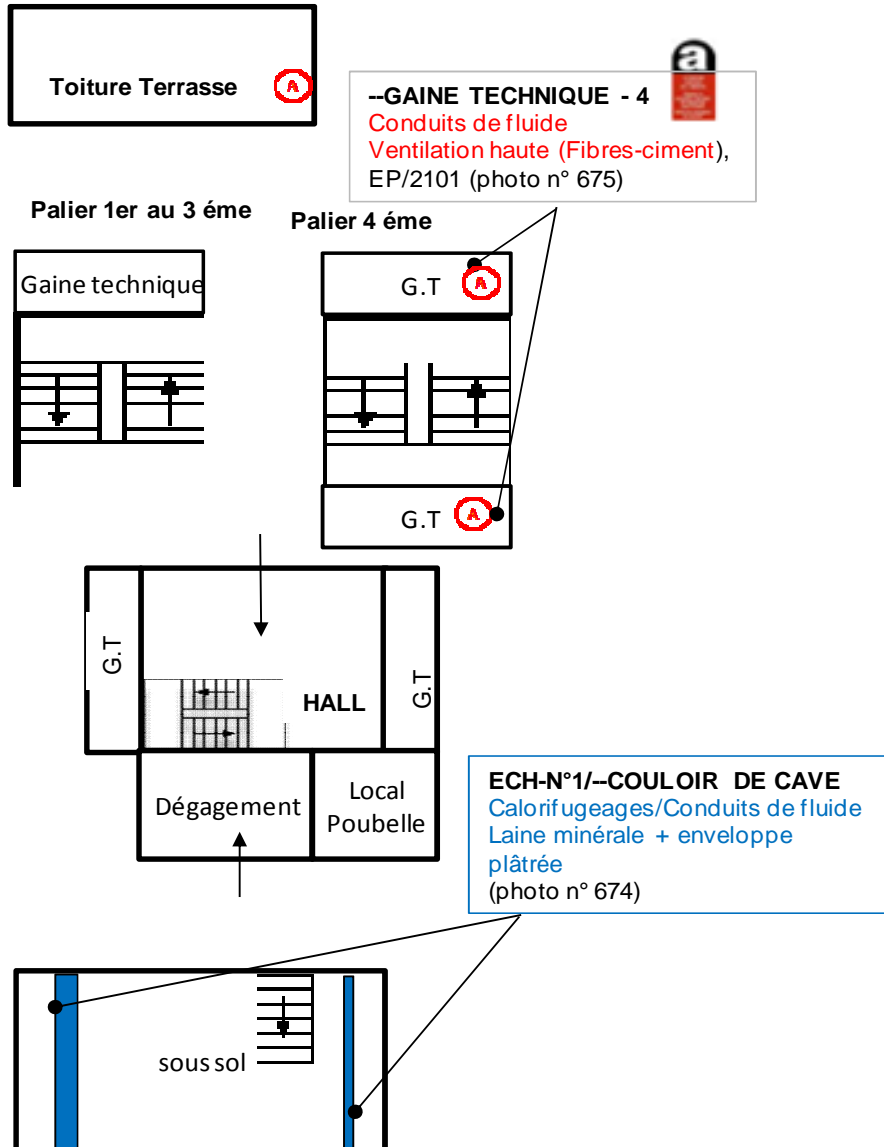 Toiture Terrasse
A
a
--GAINE TECHNIQUE - 4
Conduits de fluide
Ventilation haute (Fibres-ciment),
EP/2101 (photo n° 675)
Palier 1er au 3 éme
Palier 4 éme
Gaine technique
G.T
A
G.T
A
G.T
HALL
G.T
Dégagement
Local
Poubelle
ECH-N°1/--COULOIR DE CAVE
Calorifugeages/Conduits de fluide
Laine minérale + enveloppe
plâtrée
(photo n° 674)
sous sol